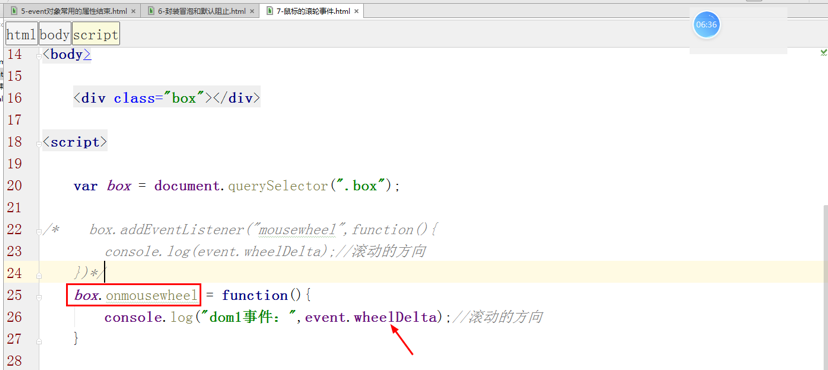 5-event对象常用的属性结束.html × 6-封装冒泡和默认阻止.html × 7-鼠标的滚轮事件.html ×
06:36
html body script
14 <body>
15
16 <div class="box"></div>
17
18 <script>
19
20 var box = document.querySelector(".box");
21
22 /* box.addEventListener("mousewheel",function(){
23 console.log(event.wheelDelta);//滚动的方向
24 })*/
25 box.onmousewheel = function(){
26 console.log("dom1事件：",event.wheelDelta);//滚动的方向
27 }
28